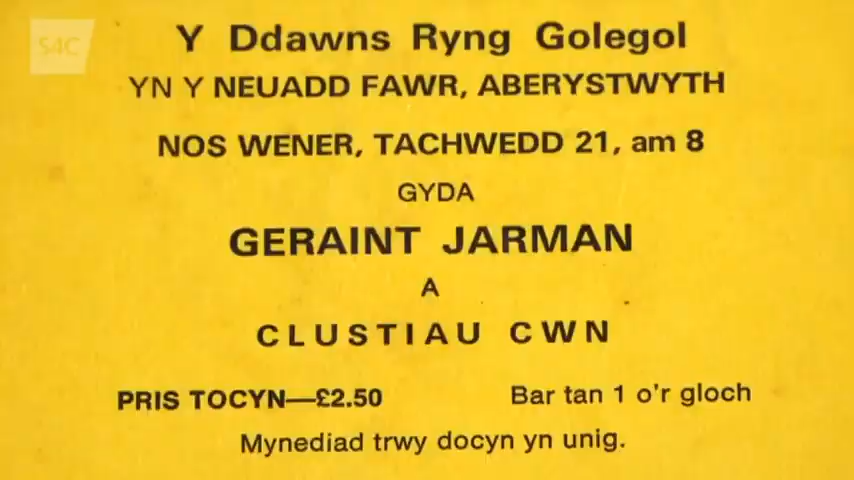 S4C
Y Ddawns Ryng Golegol
YN Y NEUADD FAWR, ABERYSTWYTH
NOS WENER, TACHWEDD 21, am 8
GYDA
GERAINT JARMAN
A
CLUSTIAU CWN
PRIS TOCYN—£2.50 Bar tan 1 o'r gloch
Mynediad trwy docyn yn unig.